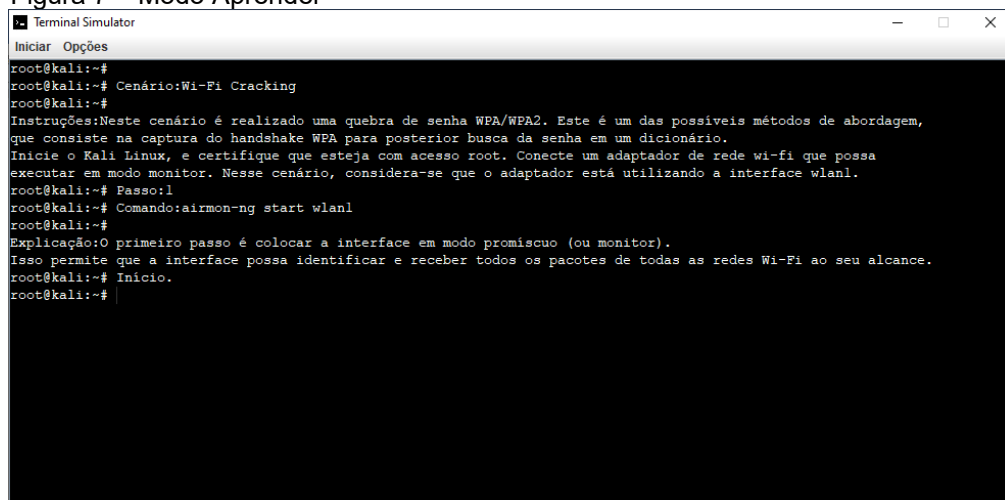 Figura 7 – Modo Aprender
Terminal Simulator
Iniciar Opções
root@kali:~#
root@kali:~# Cenário:Wi-Fi Cracking
root@kali:~#
Instruções:Neste cenário é realizado uma quebra de senha WPA/WPA2. Este é um das possíveis métodos de abordagem,
que consiste na captura do handshake WPA para posterior busca da senha em um dicionário.
Inicie o Kali Linux, e certifique que esteja com acesso root. Conecte um adaptador de rede wi-fi que possa
executar em modo monitor. Nesse cenário, considera-se que o adaptador está utilizando a interface wlan1.
root@kali:~# Passo:1
root@kali:~# Comando:airmon-ng start wlan1
root@kali:~#
Explicação:O primeiro passo é colocar a interface em modo promíscuo (ou monitor).
Isso permite que a interface possa identificar e receber todos os pacotes de todas as redes Wi-Fi ao seu alcance.
root@kali:~# Início.
root@kali:~#